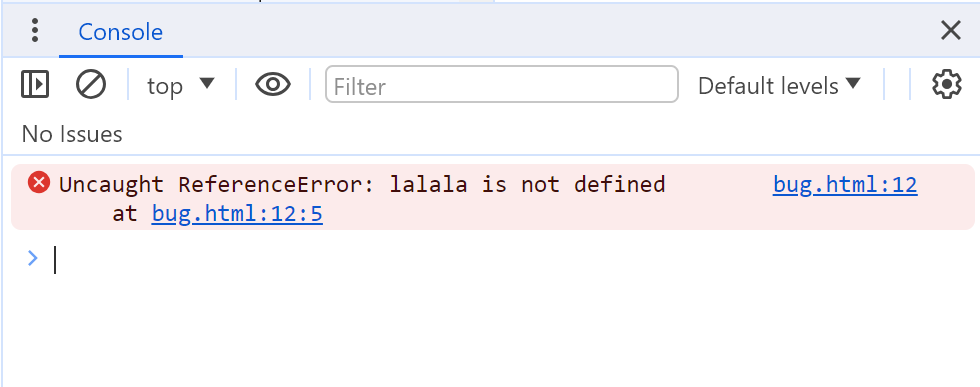 Console
top
Filter
Default levels
No Issues
Uncaught ReferenceError: lalala is not defined bug.html:12
at bug.html:12:5